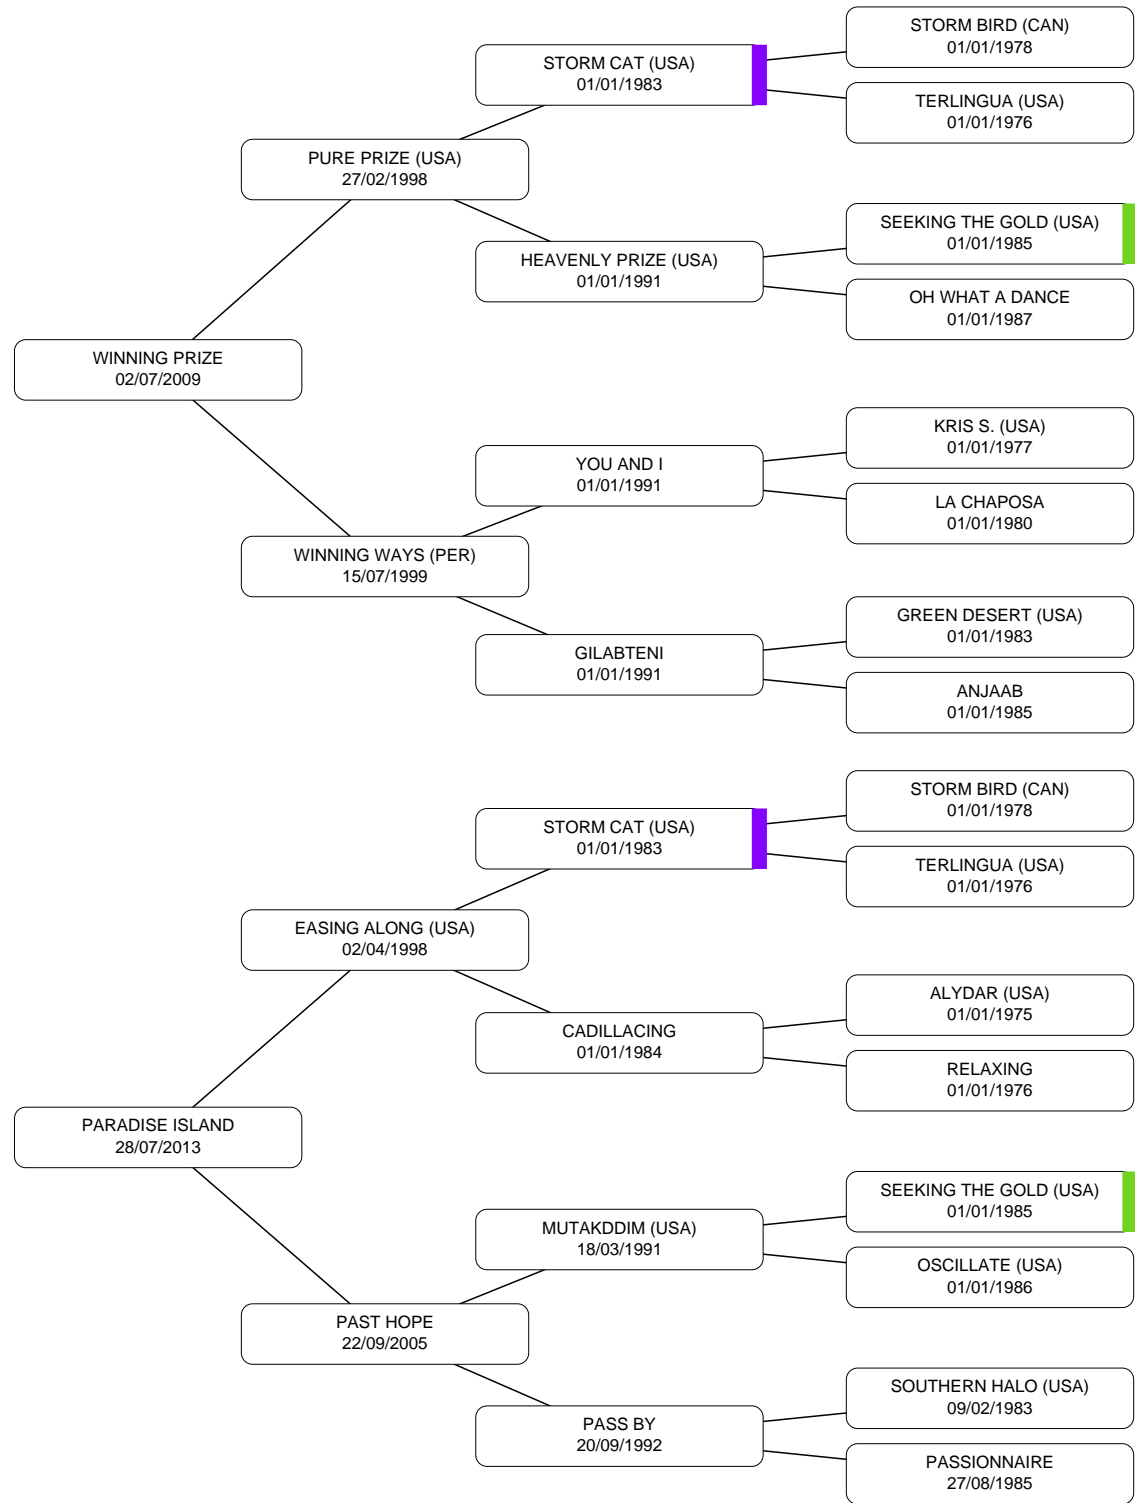 STORM BIRD (CAN)
01/01/1978
STORM CAT (USA)
01/01/1983
TERLINGUA (USA)
01/01/1976
PURE PRIZE (USA)
27/02/1998
SEEKING THE GOLD (USA)
01/01/1985
HEAVENLY PRIZE (USA)
01/01/1991
OH WHAT A DANCE
01/01/1987
WINNING PRIZE
02/07/2009
KRIS S. (USA)
01/01/1977
YOU AND I
01/01/1991
LA CHAPOSA
01/01/1980
WINNING WAYS (PER)
15/07/1999
GREEN DESERT (USA)
01/01/1983
GILABTENI
01/01/1991
ANJAAB
01/01/1985
STORM BIRD (CAN)
01/01/1978
STORM CAT (USA)
01/01/1983
TERLINGUA (USA)
01/01/1976
EASING ALONG (USA)
02/04/1998
ALYDAR (USA)
01/01/1975
CADILLACING
01/01/1984
RELAXING
01/01/1976
PARADISE ISLAND
28/07/2013
SEEKING THE GOLD (USA)
01/01/1985
MUTAKDDIM (USA)
18/03/1991
OSCILLATE (USA)
01/01/1986
PAST HOPE
22/09/2005
SOUTHERN HALO (USA)
09/02/1983
PASS BY
20/09/1992
PASSIONNAIRE
27/08/1985